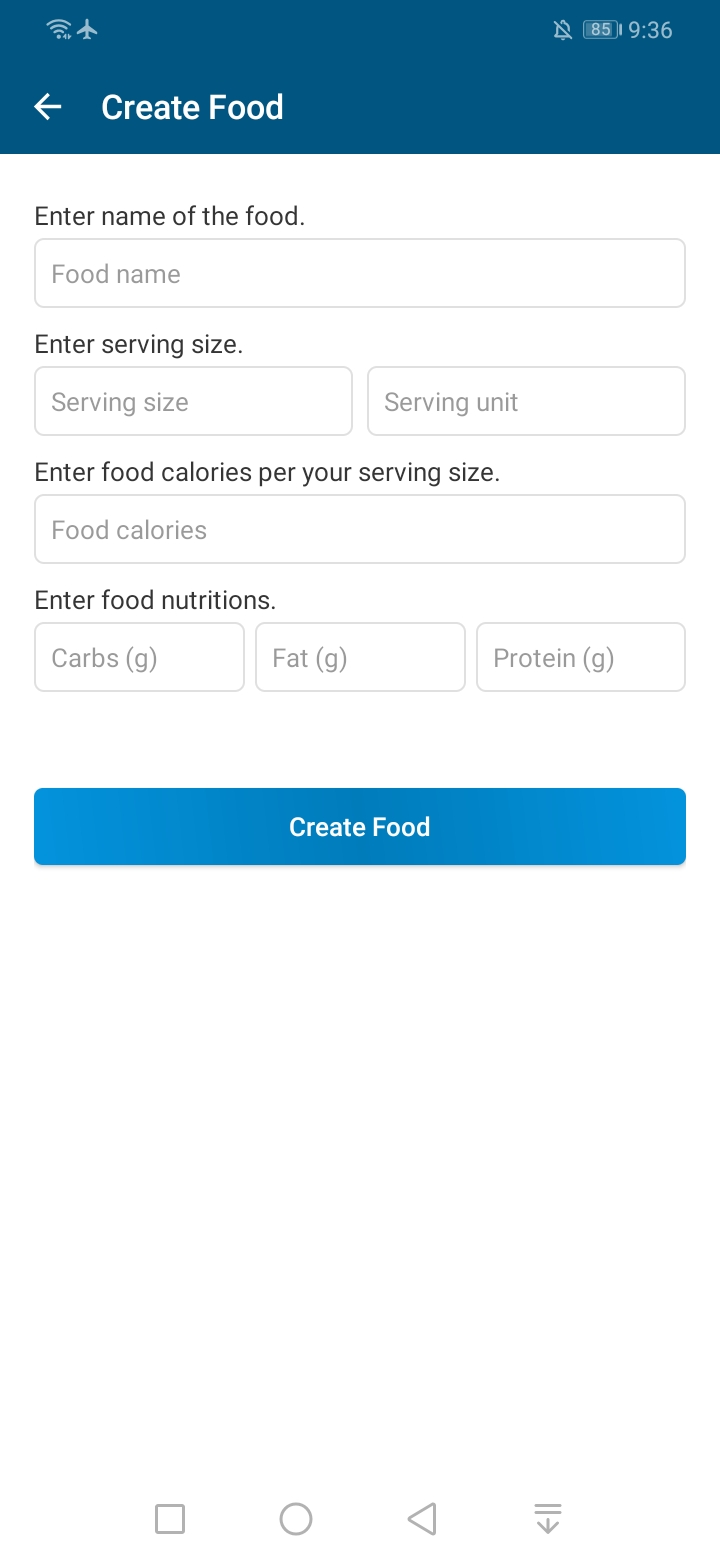 85 9:36
Create Food
Enter name of the food.
Food name
Enter serving size.
Serving size Serving unit
Enter food calories per your serving size.
Food calories
Enter food nutritions.
Carbs (g) Fat (g) Protein (g)
Create Food